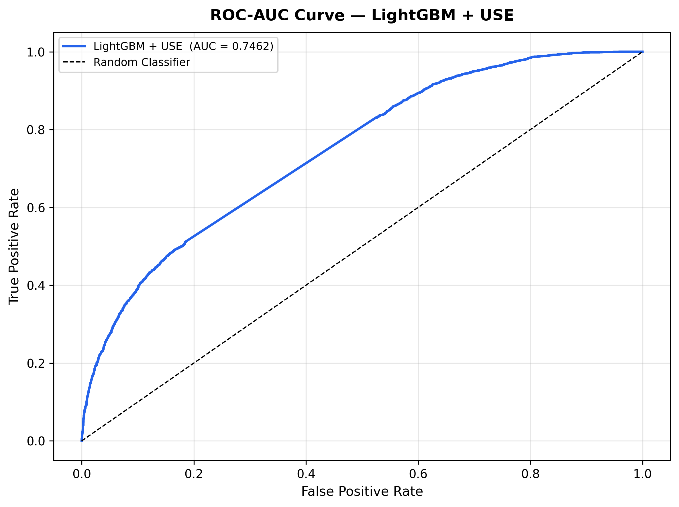 ROC-AUC Curve — LightGBM + USE
LightGBM + USE (AUC = 0.7462)
Random Classifier
True Positive Rate
1.0
0.8
0.6
0.4
0.2
0.0
0.0 0.2 0.4 0.6 0.8 1.0
False Positive Rate